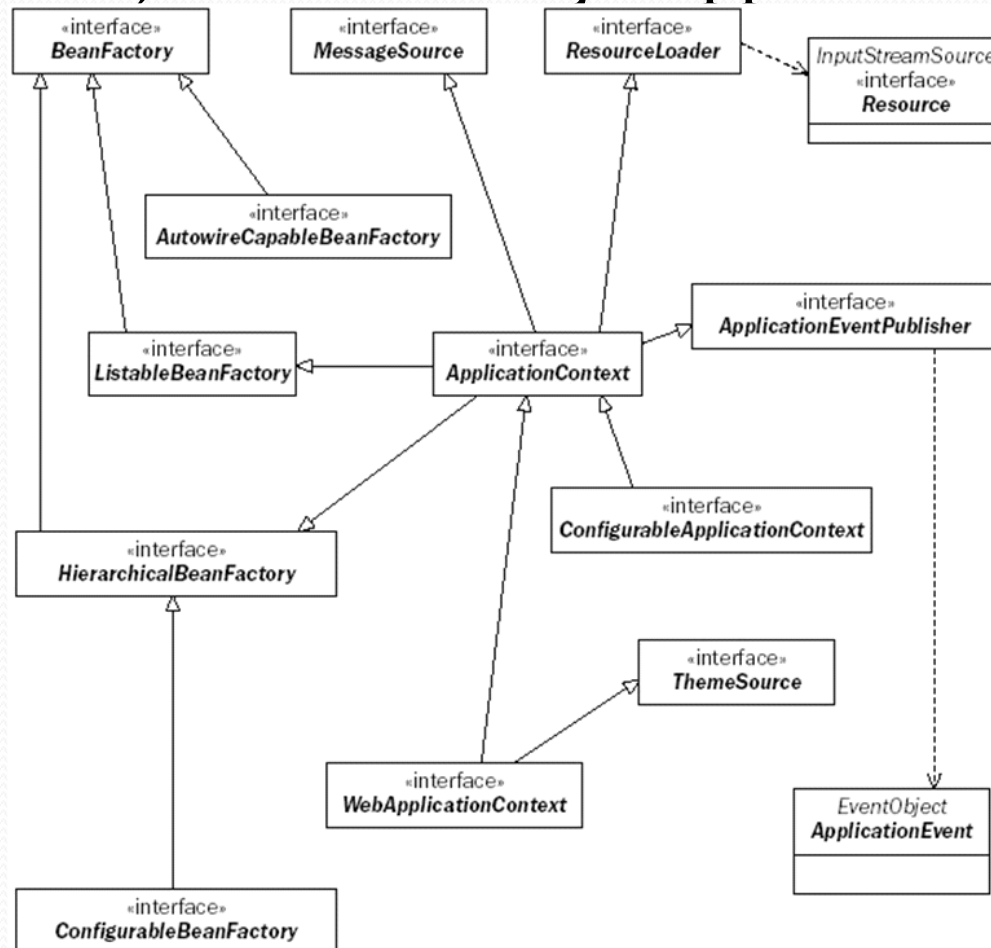 «interface»
BeanFactory
«interface»
MessageSource
«interface»
ResourceLoader
InputStreamSource
«interface»
Resource
«interface»
AutowireCapableBeanFactory
«interface»
ApplicationEventPublisher
«interface»
ListableBeanFactory
«interface»
ApplicationContext
«interface»
ConfigurableApplicationContext
«interface»
HierarchicalBeanFactory
«interface»
ThemeSource
«interface»
WebApplicationContext
EventObject
ApplicationEvent
«interface»
ConfigurableBeanFactory